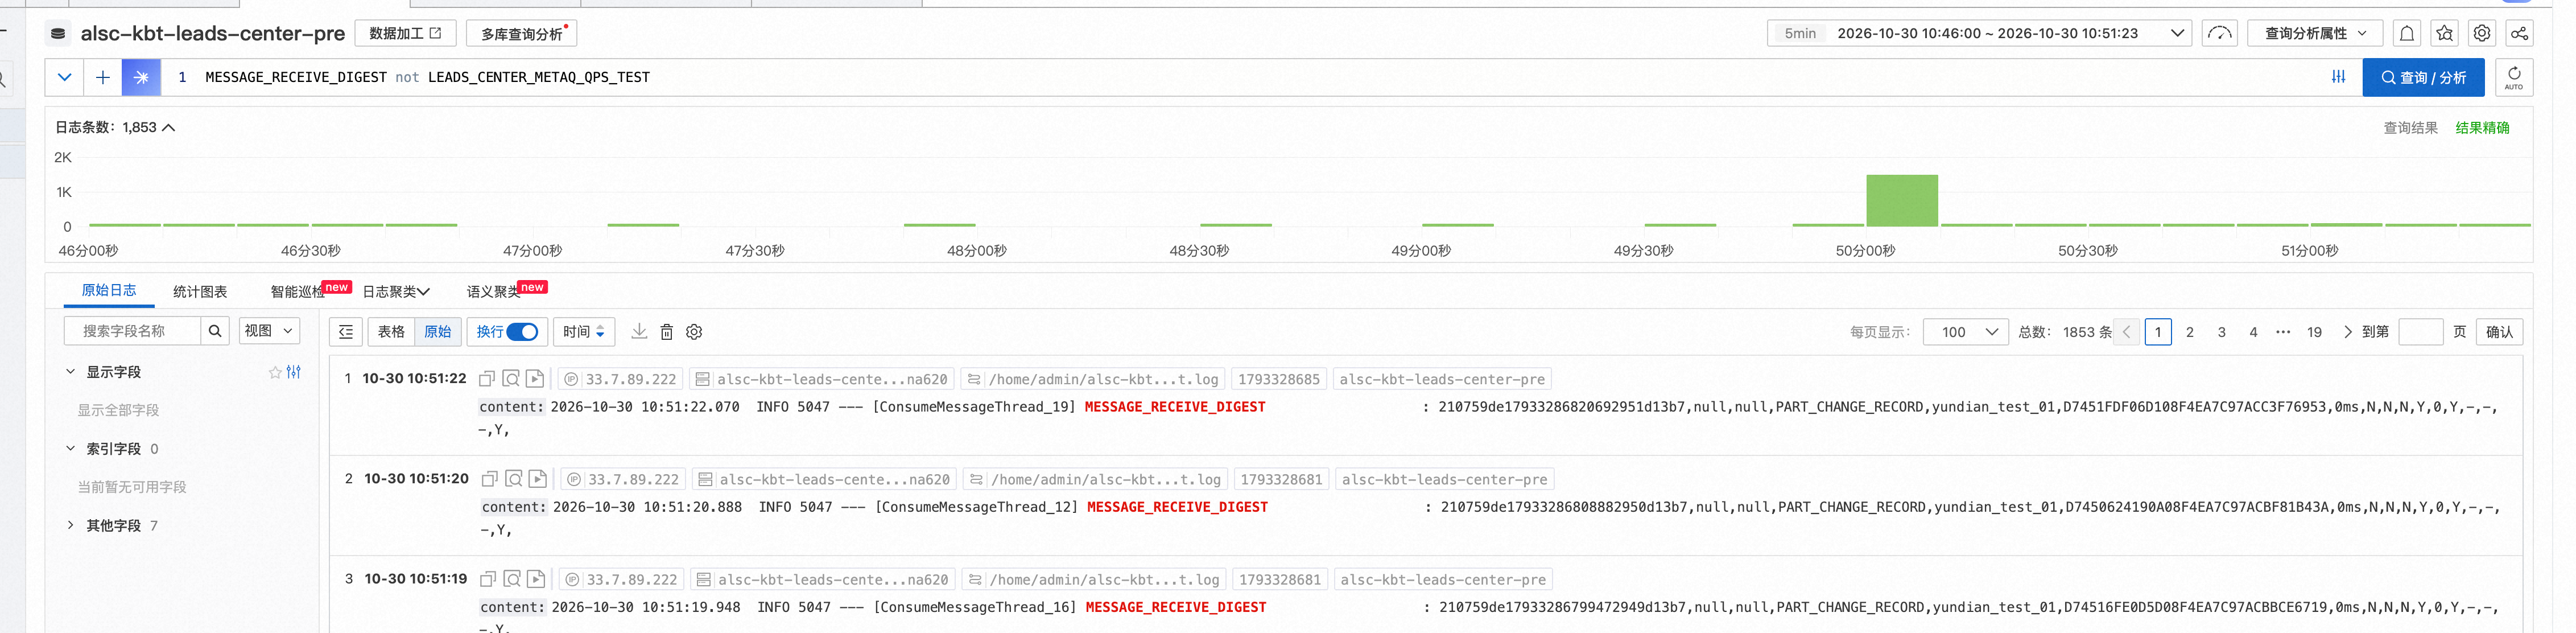 alsc-kbt-leads-center-pre 数据加工 多库查询分析 5min 2026-10-30 10:46:00 ~ 2026-10-30 10:51:23 查询分析属性
1 MESSAGE_RECEIVE_DIGEST not LEADS_CENTER_METAQ_QPS_TEST 查询 / 分析 AUTO
日志条数: 1,853 查询结果 结果精确
2K
1K
0
46分00秒 46分30秒 47分00秒 47分30秒 48分00秒 48分30秒 49分00秒 49分30秒 50分00秒 50分30秒 51分00秒
原始日志 统计图表 智能巡检 new 日志聚类 语义聚类 new
搜索字段名称 视图 表格 原始 换行 时间 每页显示: 100 总数: 1853 条 1 2 3 4 ... 19 到第 页 确认
显示字段
显示全部字段
索引字段 0
当前暂无可用字段
其他字段 7
1 10-30 10:51:22 IP 33.7.89.222 alsc-kbt-leads-cente...na620 /home/admin/alsc-kbt...t.log 1793328685 alsc-kbt-leads-center-pre
content: 2026-10-30 10:51:22.070 INFO 5047 --- [ConsumeMessageThread_19] MESSAGE_RECEIVE_DIGEST : 210759de17933286820692951d13b7,null,null,PART_CHANGE_RECORD,yundian_test_01,D7451FDF06D108F4EA7C97ACC3F76953,0ms,N,N,N,Y,0,Y,-,-,
-,Y,
2 10-30 10:51:20 IP 33.7.89.222 alsc-kbt-leads-cente...na620 /home/admin/alsc-kbt...t.log 1793328681 alsc-kbt-leads-center-pre
content: 2026-10-30 10:51:20.888 INFO 5047 --- [ConsumeMessageThread_12] MESSAGE_RECEIVE_DIGEST : 210759de17933286808882950d13b7,null,null,PART_CHANGE_RECORD,yundian_test_01,D7450624190A08F4EA7C97ACBF81B43A,0ms,N,N,N,Y,0,Y,-,-,
-,Y,
3 10-30 10:51:19 IP 33.7.89.222 alsc-kbt-leads-cente...na620 /home/admin/alsc-kbt...t.log 1793328681 alsc-kbt-leads-center-pre
content: 2026-10-30 10:51:19.948 INFO 5047 --- [ConsumeMessageThread_16] MESSAGE_RECEIVE_DIGEST : 210759de17933286799472949d13b7,null,null,PART_CHANGE_RECORD,yundian_test_01,D74516FE0D5D08F4EA7C97ACBBCE6719,0ms,N,N,N,Y,0,Y,-,-,
-,Y,